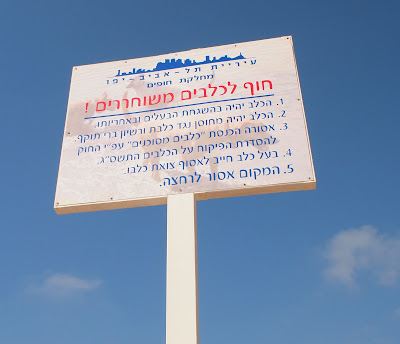 עיריית תל-אביב-יפו
מחלקת חופים
חוף לכלבים משוחררים !
1. הכלב יהיה בהשגחת הבעלים ובאחריותו.
2. הכלב יהיה מחוסן נגד כלבת ורשיון ברי תוקף.
3. אסורה הכנסת "כלבים מסוכנים" עפ"י החוק
להסדרת הפיקוח על הכלבים התשס"ג.
4. בעל כלב חייב לאסוף צואת כלבו.
5. המקום אסור לרחצה.